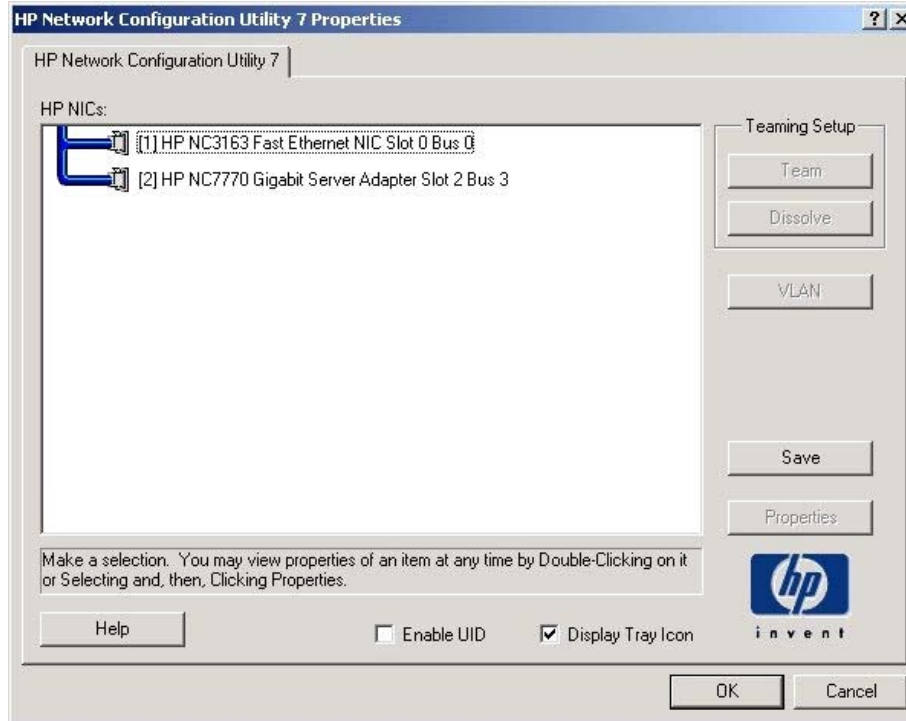 HP Network Configuration Utility 7 Properties
HP Network Configuration Utility 7
HP NICs:
[1] HP NC3163 Fast Ethernet NIC Slot 0 Bus 0
[2] HP NC7770 Gigabit Server Adapter Slot 2 Bus 3
Teaming Setup
Team
Dissolve
VLAN
Save
Properties
Make a selection. You may view properties of an item at any time by Double-Clicking on it
or Selecting and, then, Clicking Properties.
hp
invent
Help
Enable UID
Display Tray Icon
OK
Cancel